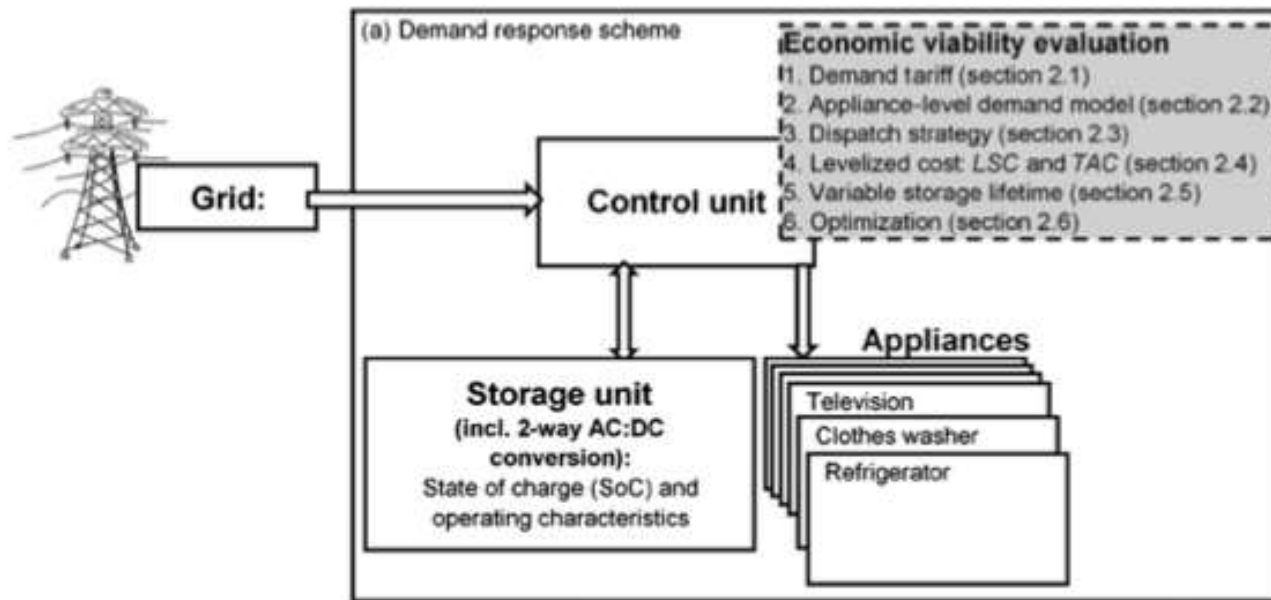 (a) Demand response scheme
Economic viability evaluation
1. Demand tariff (section 2.1)
2. Appliance-level demand model (section 2.2)
3. Dispatch strategy (section 2.3)
4. Levelized cost: LSC and TAC (section 2.4)
5. Variable storage lifetime (section 2.5)
6. Optimization (section 2.6)
Grid:
Control unit
Storage unit
(incl. 2-way AC:DC
conversion):
State of charge (SoC) and
operating characteristics
Appliances
Television
Clothes washer
Refrigerator